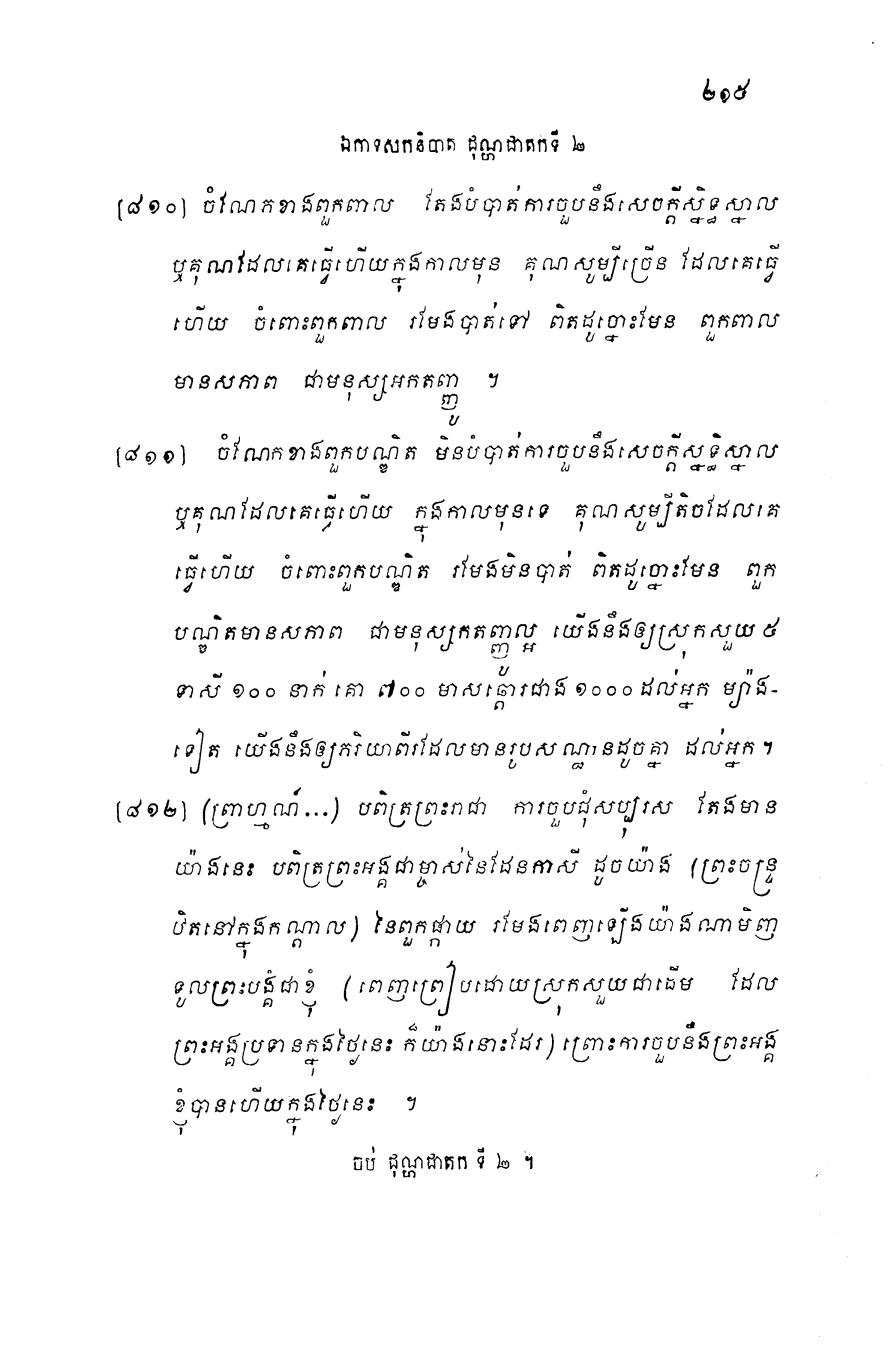 ២១៥
ឯកាទសកនិបាត ជុណ្ហជាតកទី ២
[៨១០] ចំណែកខាងពួកពាល តែងបំបាត់ការចួបនឹងសេចក្តីស្និទ្ធស្នាល
ឬគុណដែលគេធ្វើហើយក្នុងកាលមុន គុណសូម្បីច្រើន ដែលគេធ្វើ
ហើយ ចំពោះពួកពាល រមែងបាត់ទៅ ពិតដូច្នោះមែន ពួកពាល
មានសភាព ជាមនុស្សអកតញ្ញូ ។
[៨១១] ចំណែកខាងពួកបណ្ឌិត មិនបំបាត់ការចួបនឹងសេចក្តីស្និទ្ធិស្នាល
ឬគុណដែលគេធ្វើហើយ ក្នុងកាលមុនទេ គុណសូម្បីតិចដែលគេ
ធ្វើហើយ ចំពោះពួកបណ្ឌិត រមែងមិនបាត់ ពិតដូច្នោះមែន ពួក
បណ្ឌិតមានសភាព ជាមនុស្សកតញ្ញូល្អ យើងនឹងឲ្យស្រុកសួយ ៥
ទាសី ១០០ នាក់ គោ ៧០០ មាសឆ្តោរជាង ១០០០ ដល់អ្នក ម្យ៉ាង-
ទៀត យើងនឹងឲ្យភរិយាពីរដែលមានរូបសណ្ឋានដូចគ្នា ដល់អ្នក។
[៨១២] (ព្រាហ្មណ៍...) បពិត្រព្រះរាជា ការចួបជុំសប្បុរស តែងមាន
យ៉ាងនេះ បពិត្រព្រះអង្គជាម្ចាស់នៃដែនកាសី ដូចយ៉ាង (ព្រះចន្ទ្រ
ឋិតនៅក្នុងកណ្តាល) នៃពួកផ្កាយ រមែងពេញឡើងយ៉ាងណាមិញ
ទូលព្រះបង្គំជាខ្ញុំ (ពេញព្រៀបដោយស្រុកសួយជាដើម ដែល
ព្រះអង្គប្រទានក្នុងថ្ងៃនេះ ក៏យ៉ាងនោះដែរ) ព្រោះការចួបនឹងព្រះអង្គ
ខ្ញុំបានហើយក្នុងថ្ងៃនេះ ។
ចប់ ជុណ្ហជាតក ទី ២ ។